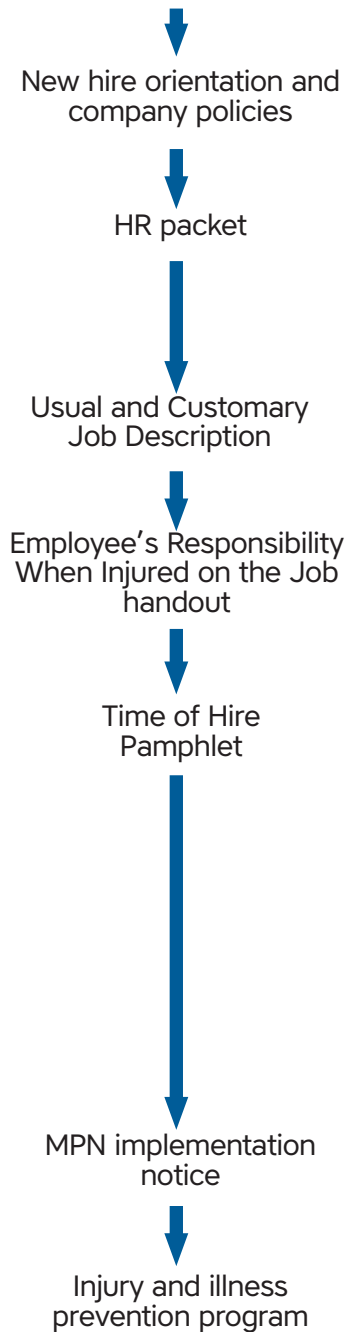 New hire orientation and
company policies
HR packet
Usual and Customary
Job Description
Employee’s Responsibility
When Injured on the Job
handout
Time of Hire
Pamphlet
MPN implementation
notice
Injury and illness
prevention program